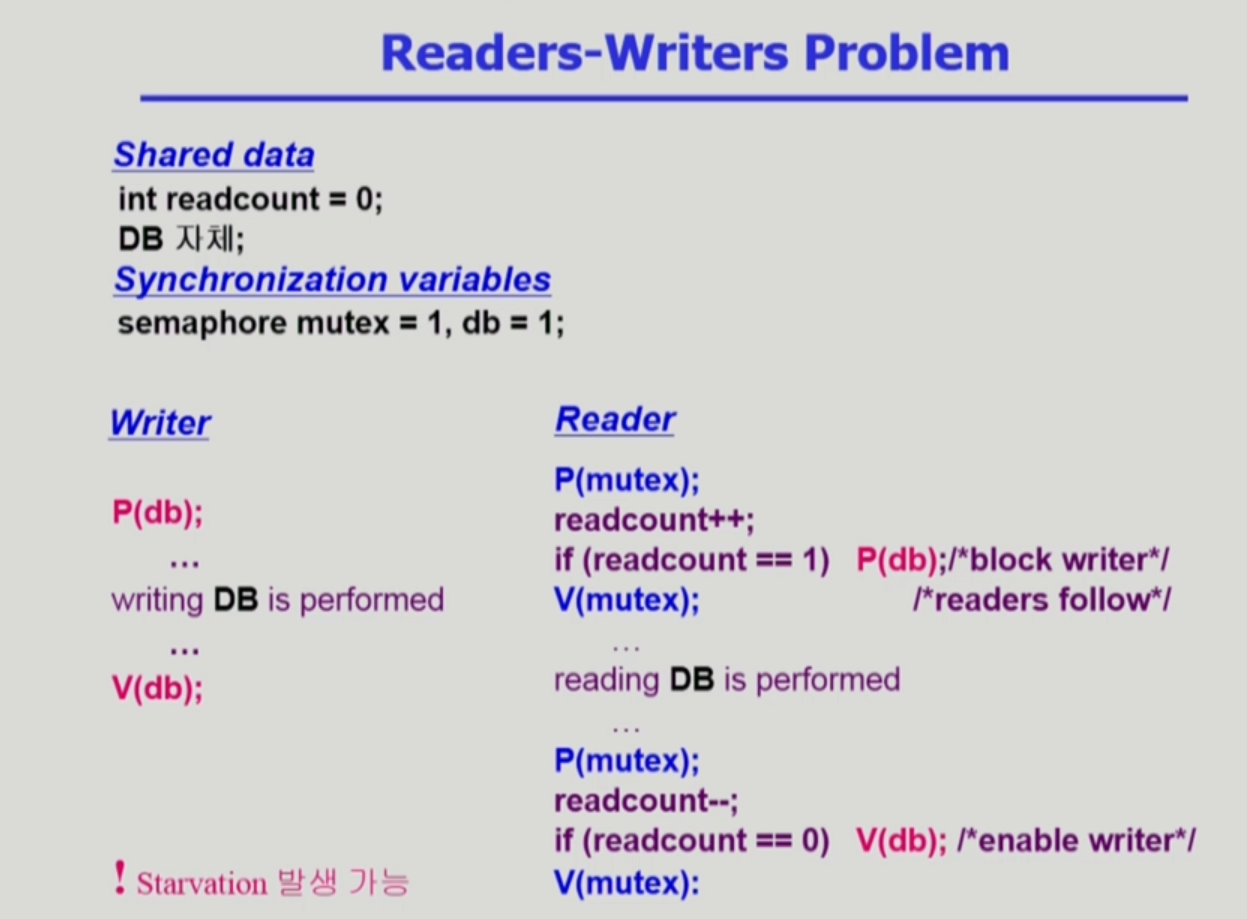 Readers-Writers Problem
Shared data
int readcount = 0;
DB 자체;
Synchronization variables
semaphore mutex = 1, db = 1;
Writer
P(db);
...
writing DB is performed
...
V(db);
! Starvation 발생 가능
Reader
P(mutex);
readcount++;
if (readcount == 1) P(db);/*block writer*/
V(mutex); /*readers follow*/
...
reading DB is performed
...
P(mutex);
readcount--;
if (readcount == 0) V(db); /*enable writer*/
V(mutex):